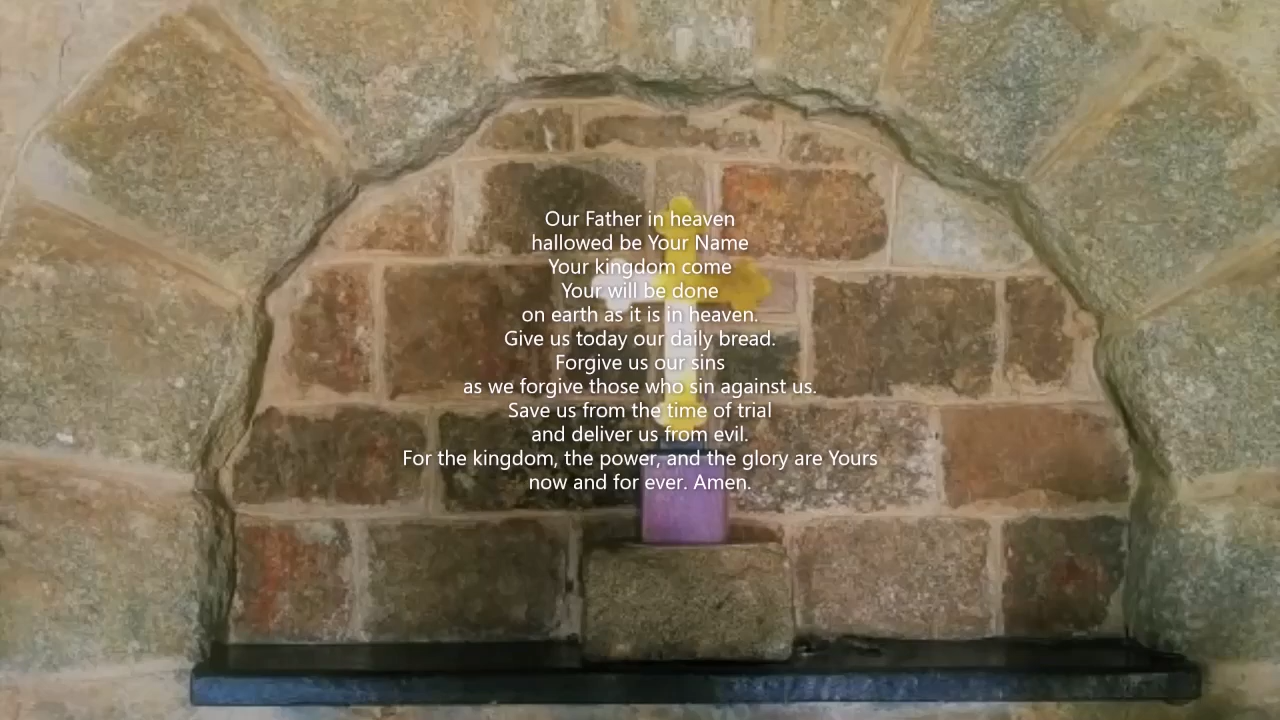 Our Father in heaven
hallowed be Your Name
Your kingdom come
Your will be done
on earth as it is in heaven.
Give us today our daily bread.
Forgive us our sins
as we forgive those who sin against us.
Save us from the time of trial
and deliver us from evil.
For the kingdom, the power, and the glory are Yours
now and for ever. Amen.